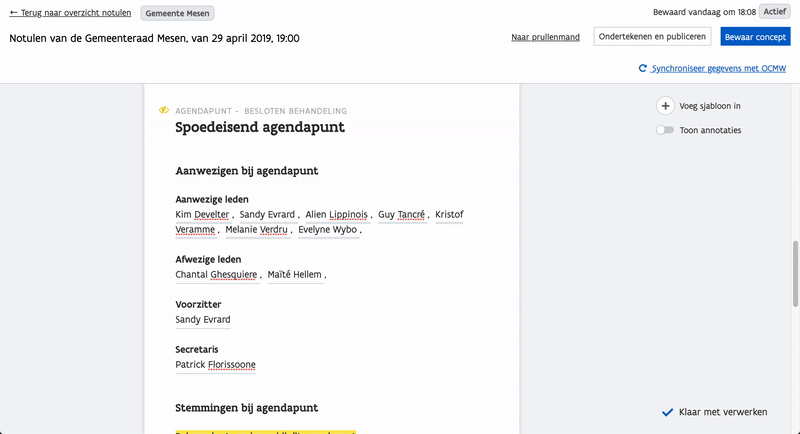 ← Terug naar overzicht notulen
Gemeente Mesen
Bewaard vandaag om 18:08
Actief
Notulen van de Gemeenteraad Mesen, van 29 april 2019, 19:00
Naar prullenmand
Ondertekenen en publiceren
Bewaar concept
Synchroniseer gegevens met OCMW
AGENDAPUNT - BESLOTEN BEHANDELING
Spoedeisend agendapunt
Voeg sjabloon in
Toon annotaties
Aanwezigen bij agendapunt
Aanwezige leden
Kim Develter , Sandy Evrard , Alien Lippinois , Guy Tancré , Kristof
Veramme , Melanie Verdru , Evelyne Wybo ,
Afwezige leden
Chantal Ghesquiere , Maïté Hellem ,
Voorzitter
Sandy Evrard
Secretaris
Patrick Florissoone
Stemmingen bij agendapunt
Klaar met verwerken